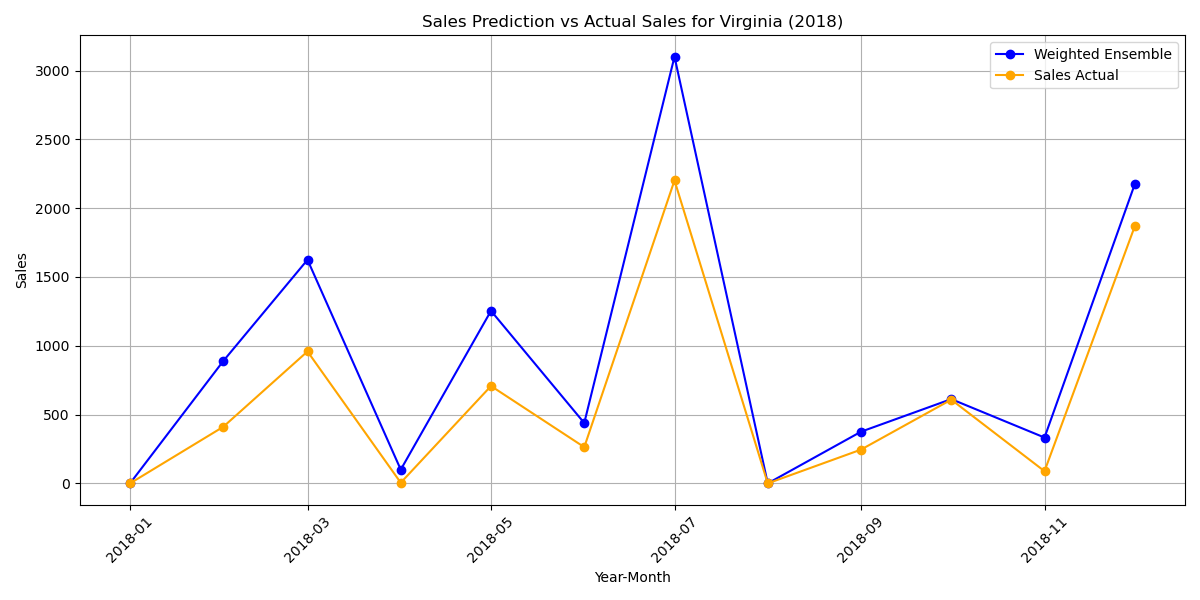 Sales Prediction vs Actual Sales for Virginia (2018)
Weighted Ensemble
Sales Actual
Sales
3000
2500
2000
1500
1000
500
0
2018-01
2018-03
2018-05
2018-07
2018-09
2018-11
Year-Month